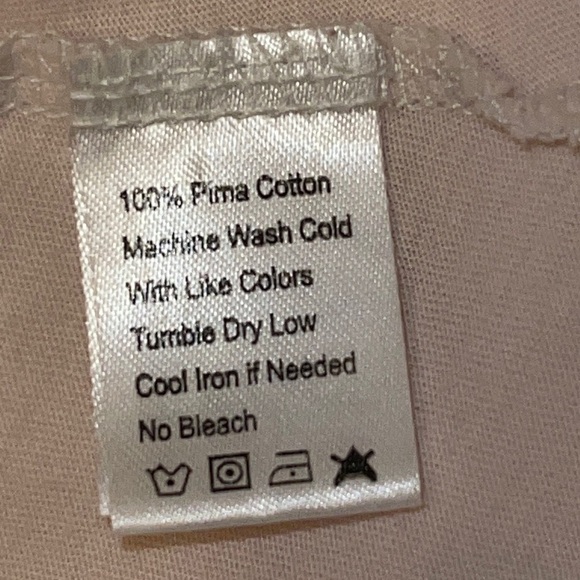 100% Pima Cotton
Machine Wash Cold
With Like Colors
Tumble Dry Low
Cool Iron if Needed
No Bleach